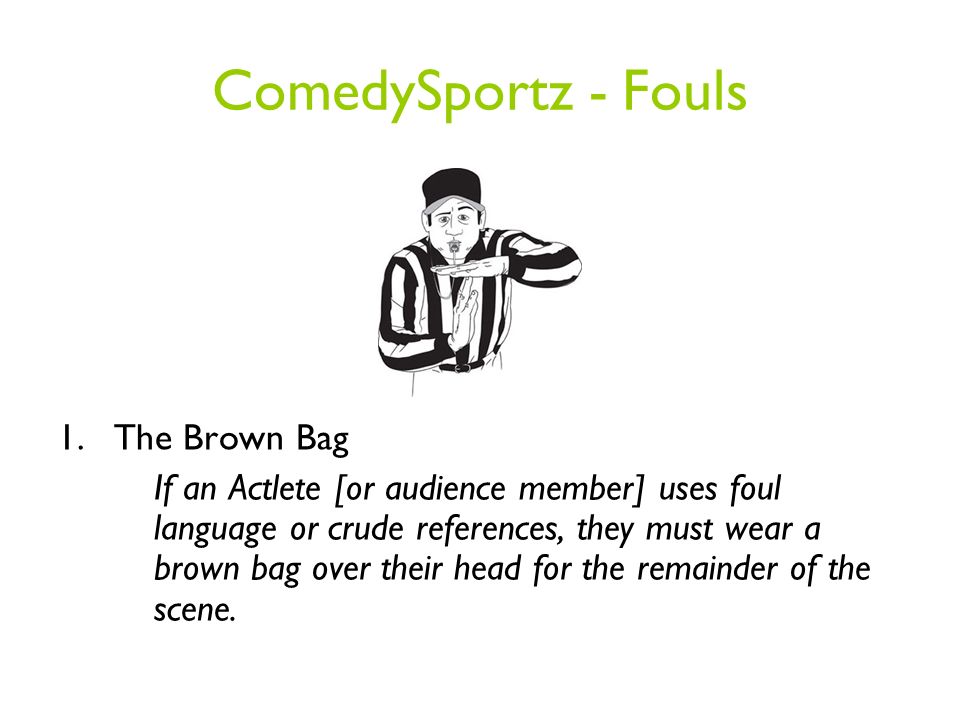 ComedySportz - Fouls
1. The Brown Bag
If an Actlete [or audience member] uses foul
language or crude references, they must wear a
brown bag over their head for the remainder of the
scene.